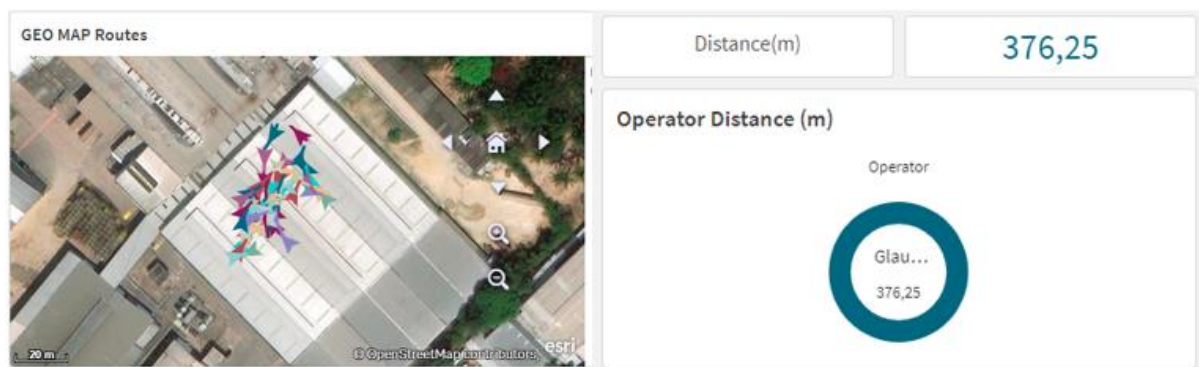 GEO MAP Routes
20 m
© OpenStreetMap contributors
esri
Distance(m)
376,25
Operator Distance (m)
Operator
Glau...
376,25